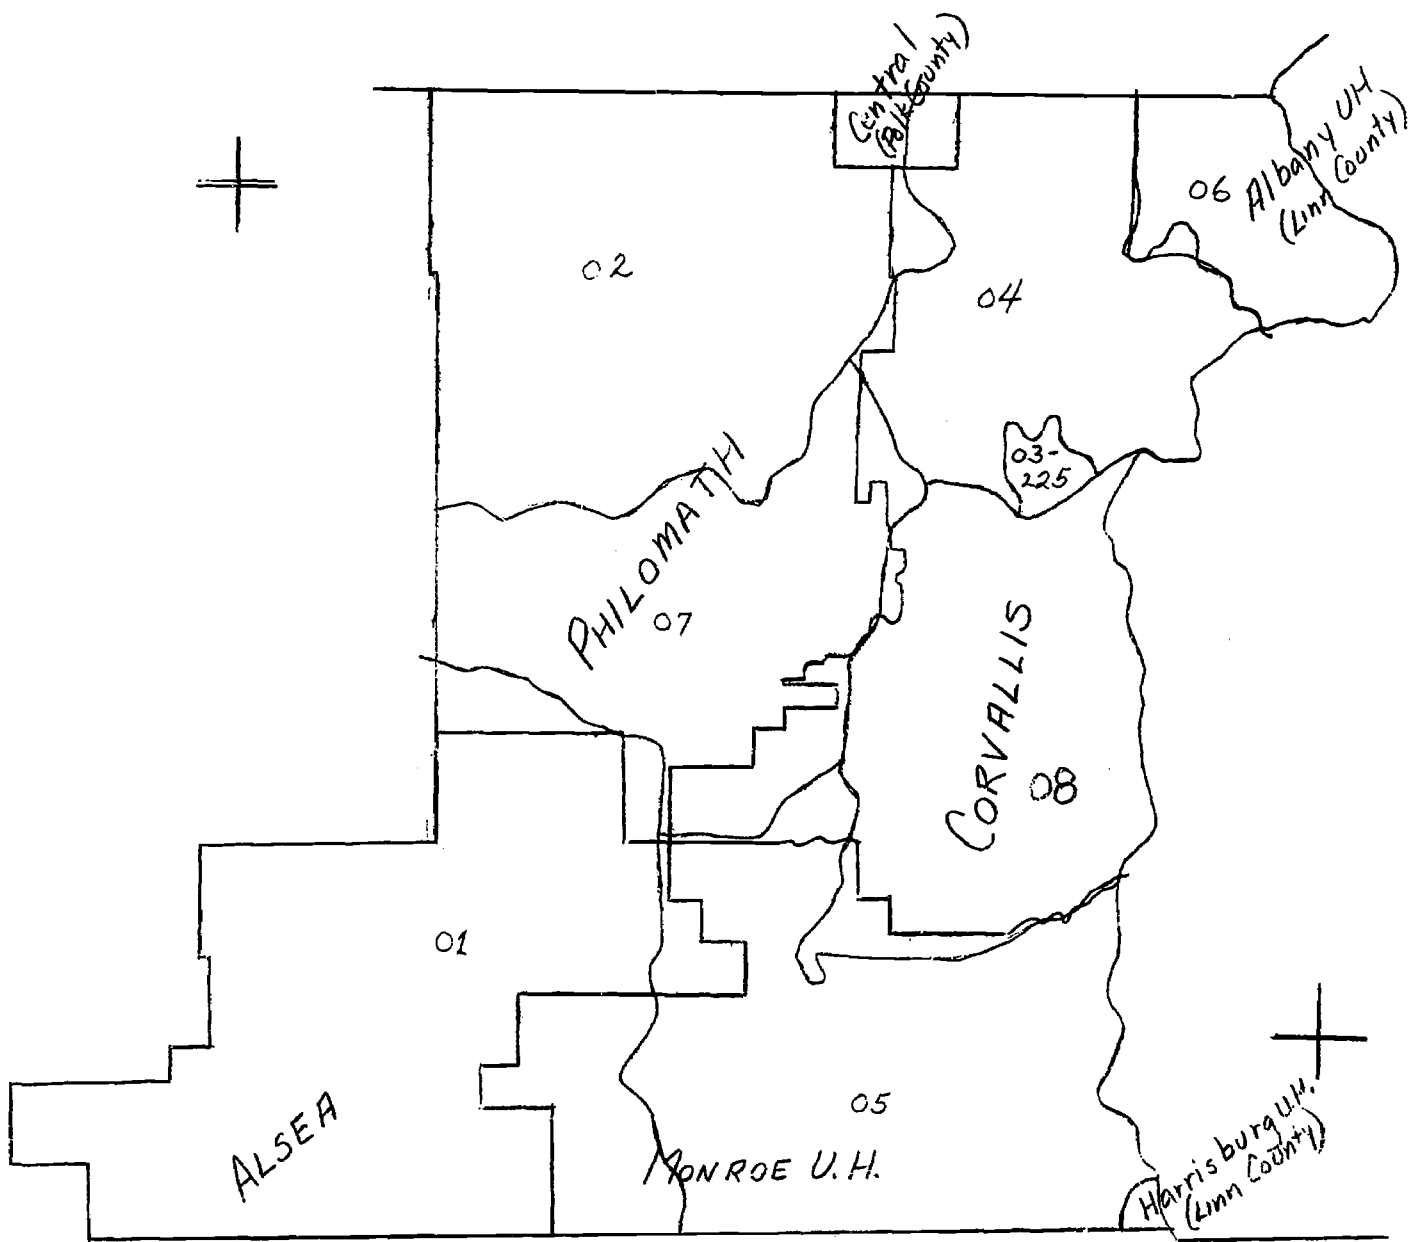 Central
(Polk County)
Albany UH
(Linn County)
06
02
04
03-
225
PHILOMATH
07
CORVALLIS
08
01
ALSEA
05
MONROE U.H.
Harrisburg U.H.
(Linn County)